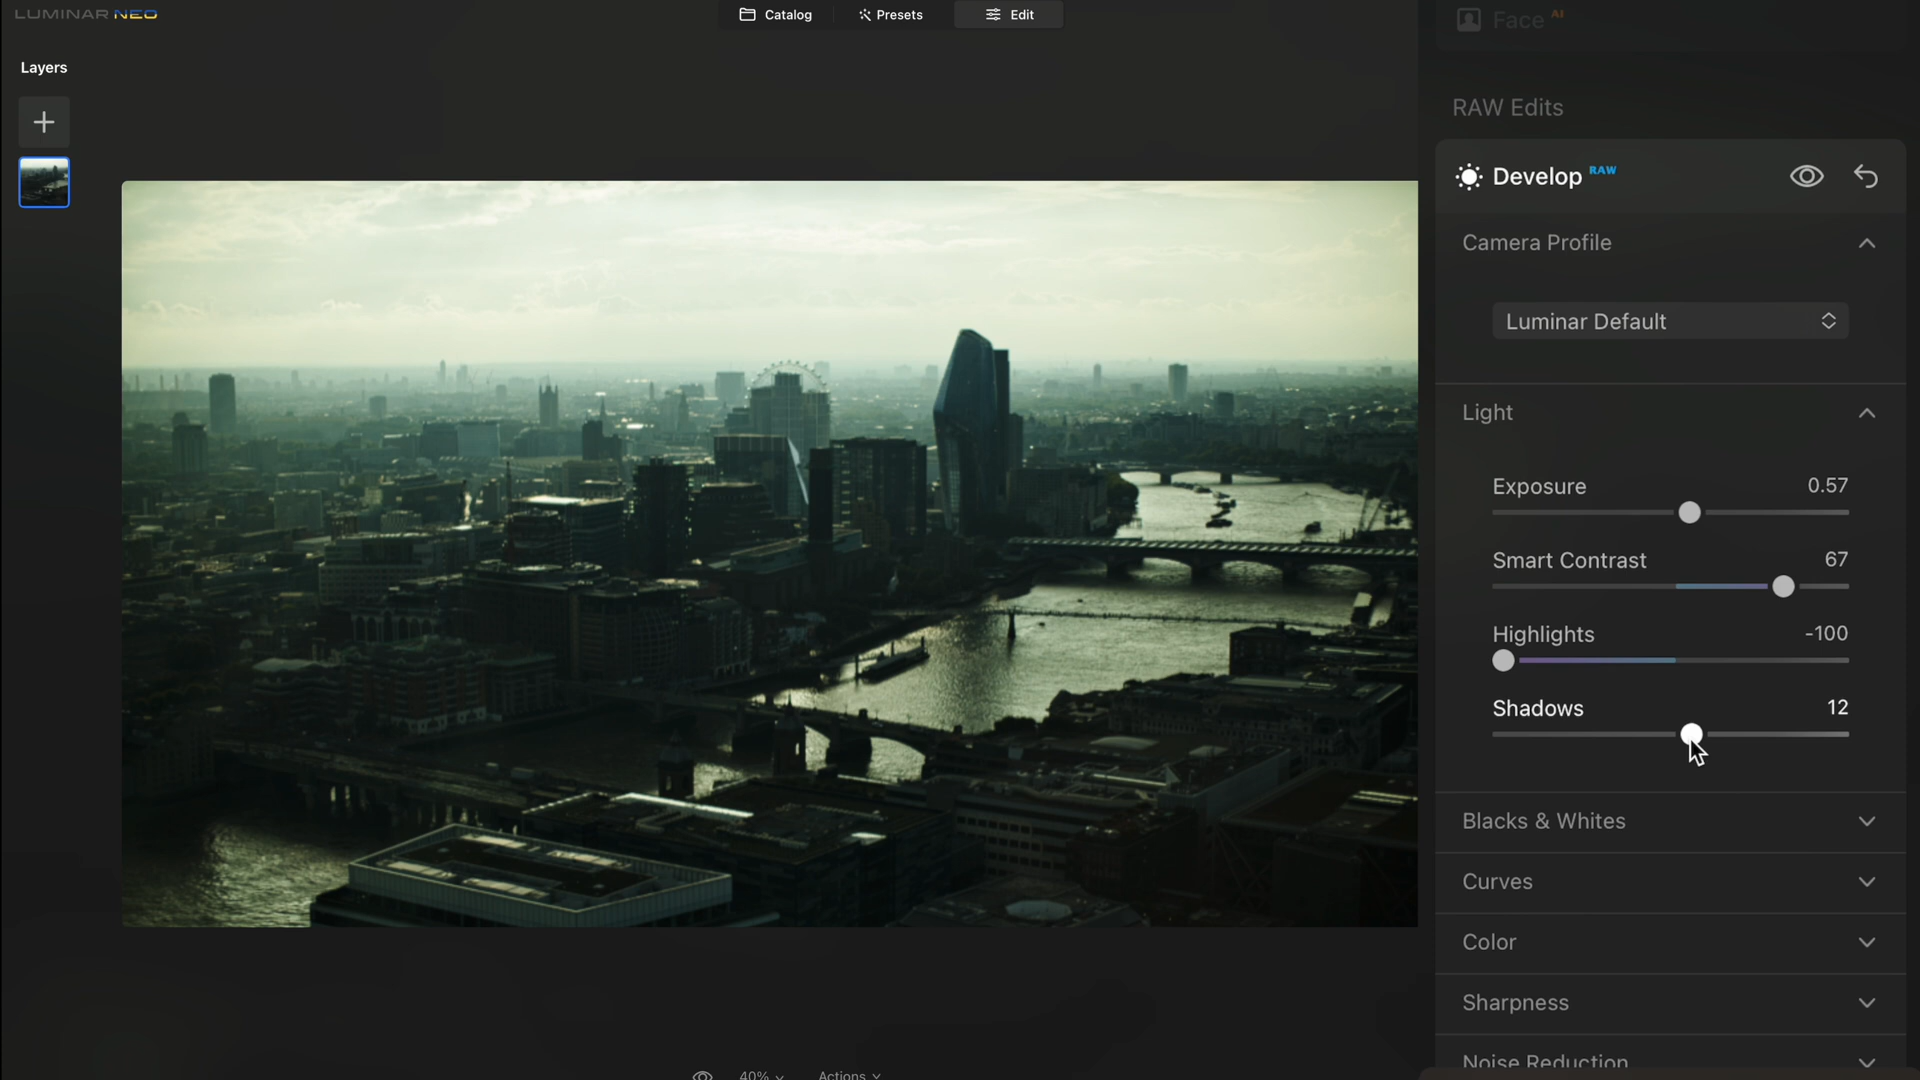 LUMINAR NEO
Catalog
Presets
Edit
Layers
Face AI
RAW Edits
Develop RAW
Camera Profile
Luminar Default
Light
Exposure 0.57
Smart Contrast 67
Highlights -100
Shadows 12
Blacks & Whites
Curves
Color
Sharpness
Noise Reduction
40%
Actions